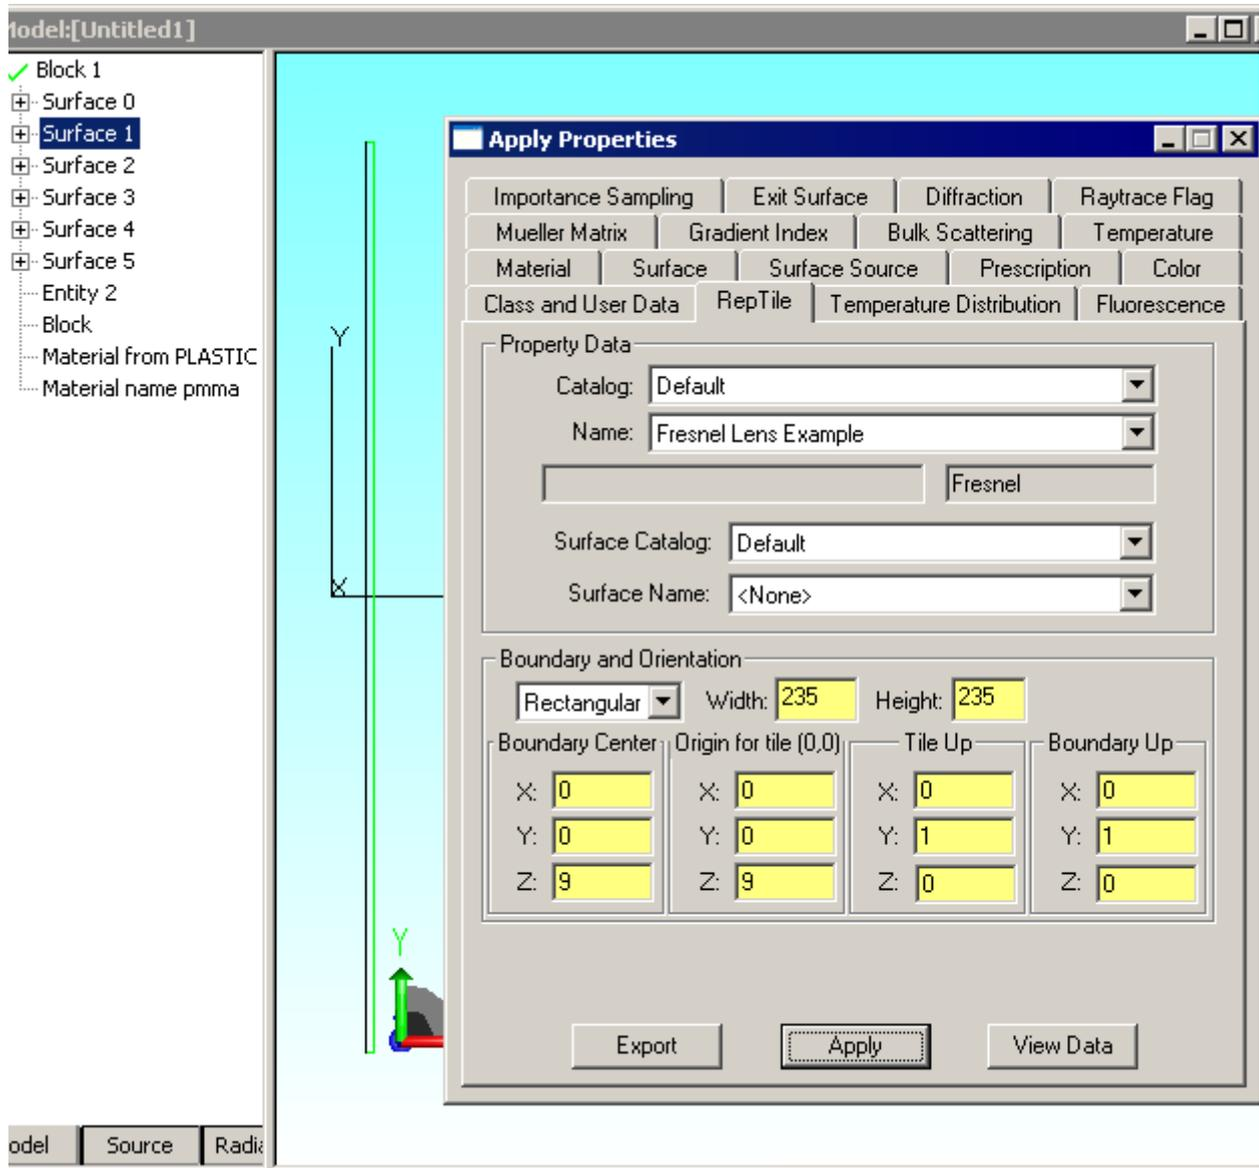 Model:[Untitled1]
Block 1
Surface 0
Surface 1
Surface 2
Surface 3
Surface 4
Surface 5
Entity 2
Block
Material from PLASTIC
Material name pmma
Y
X
Y
Apply Properties
Importance Sampling Exit Surface Diffraction Raytrace Flag
Mueller Matrix Gradient Index Bulk Scattering Temperature
Material Surface Surface Source Prescription Color
Class and User Data RepTile Temperature Distribution Fluorescence
Property Data
Catalog: Default
Name: Fresnel Lens Example
Fresnel
Surface Catalog: Default
Surface Name: <None>
Boundary and Orientation
Rectangular Width: 235 Height: 235
Boundary Center Origin for tile (0,0) Tile Up Boundary Up
X: 0 X: 0 X: 0 X: 0
Y: 0 Y: 0 Y: 1 Y: 1
Z: 9 Z: 9 Z: 0 Z: 0
Export Apply View Data
odel Source Radia